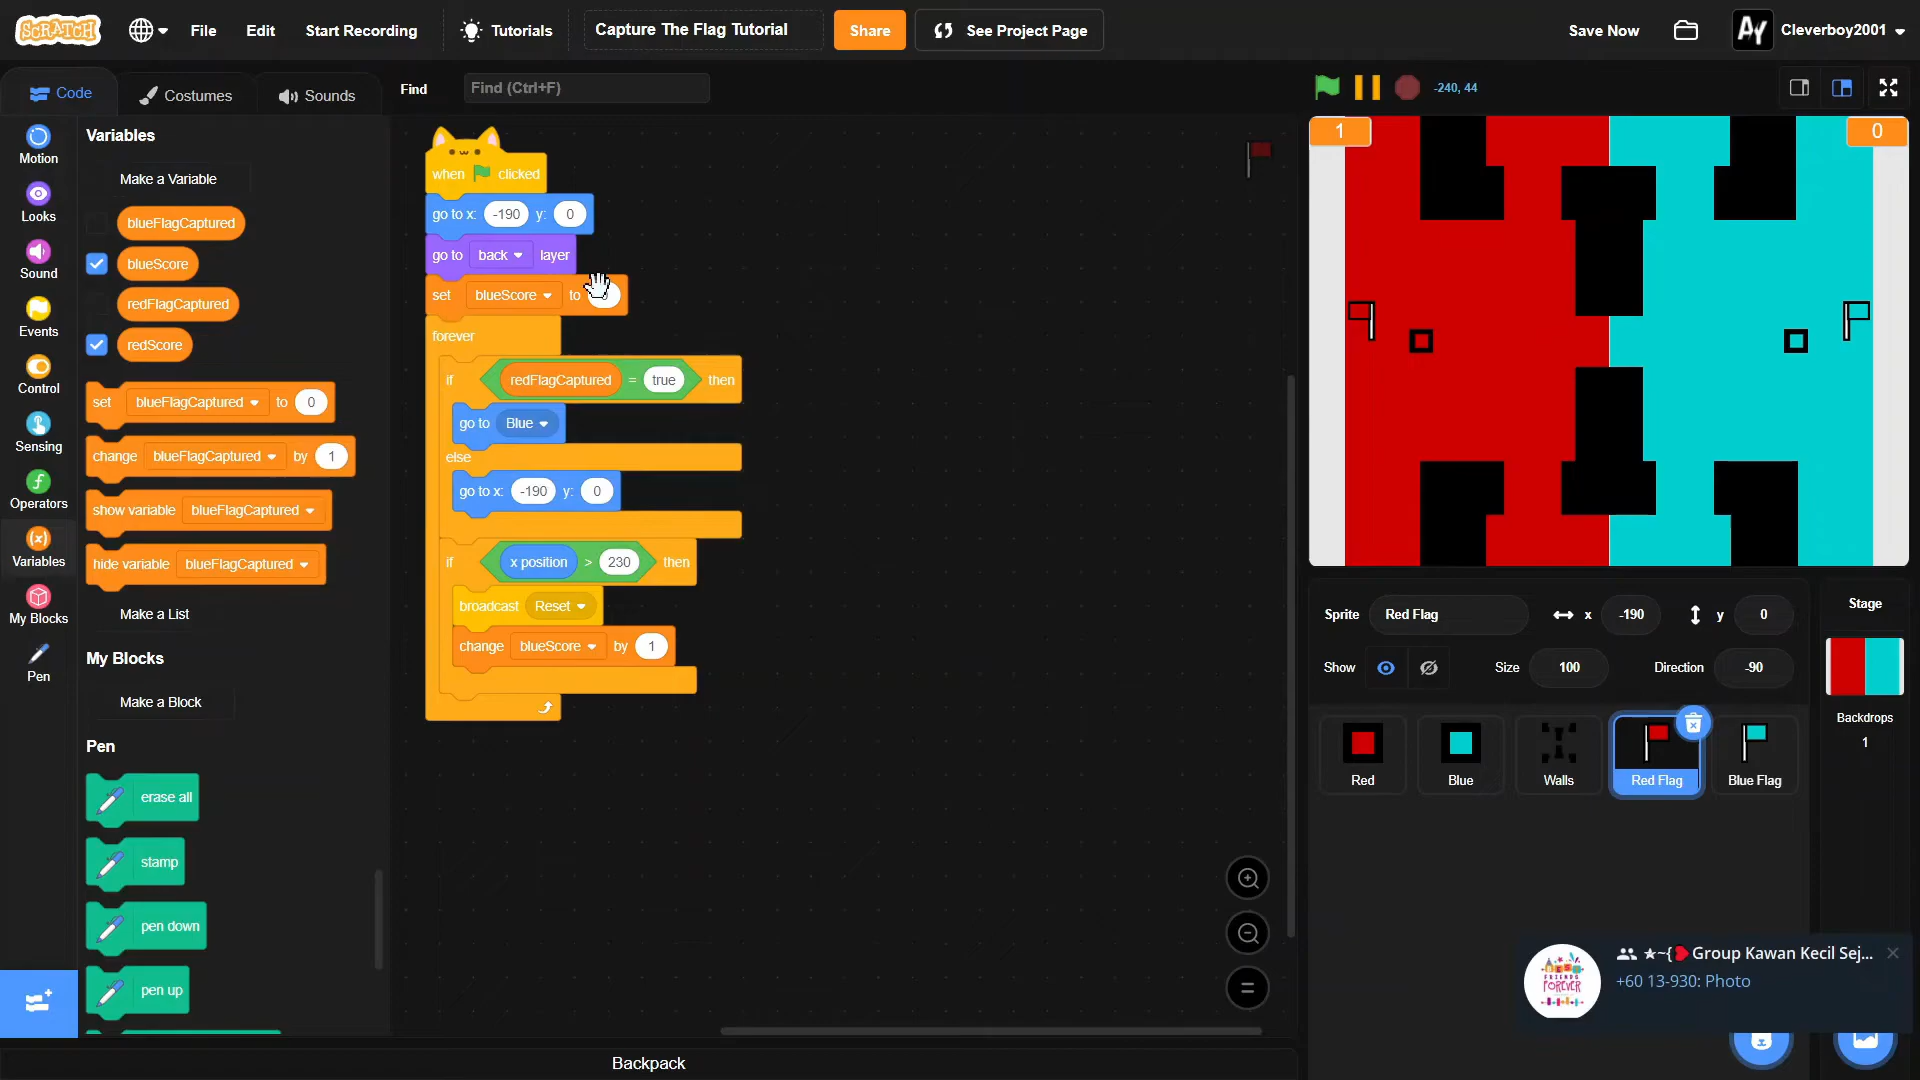 SCRATCH
File
Edit
Start Recording
Tutorials
Capture The Flag Tutorial
Share
See Project Page
Save Now
Ay
Cleverboy2001
Code
Costumes
Sounds
Find
Find (Ctrl+F)
-240, 44
Motion
Looks
Sound
Events
Control
Sensing
Operators
Variables
My Blocks
Pen
Variables
Make a Variable
blueFlagCaptured
blueScore
redFlagCaptured
redScore
set blueFlagCaptured to 0
change blueFlagCaptured by 1
show variable blueFlagCaptured
hide variable blueFlagCaptured
Make a List
My Blocks
Make a Block
Pen
erase all
stamp
pen down
pen up
when clicked
go to x: -190 y: 0
go to back layer
set blueScore to
forever
if redFlagCaptured = true then
go to Blue
else
go to x: -190 y: 0
if x position > 230 then
broadcast Reset
change blueScore by 1
Backpack
1
0
Sprite Red Flag x -190 y 0
Show Size 100 Direction -90
Red
Blue
Walls
Red Flag
Blue Flag
Stage
Backdrops
1
★~{ Group Kawan Kecil Sej...
+60 13-930: Photo
BEST
FRIENDS
FOREVER